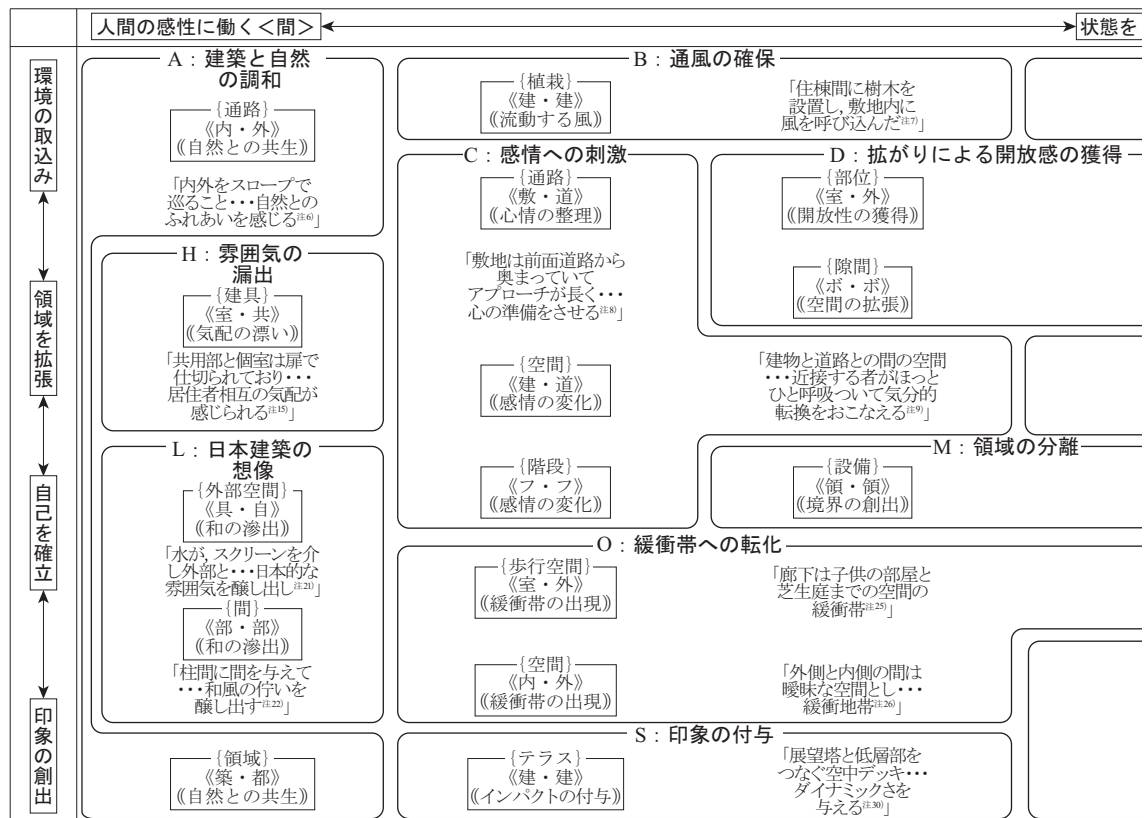 人間の感性に働く＜間＞
状態を
環境の取込み
領域を拡張
自己を確立
印象の創出
A：建築と自然
の調和
{通路}
《内・外》
((自然との共生))
「内外をスロープで
巡ること・・・自然との
ふれあいを感じる注6)」
H：雰囲気の
漏出
{建具}
《室・共》
((気配の漂い))
「共用部と個室は扉で
仕切られており・・・
居住者相互の気配が
感じられる注15)」
L：日本建築の
想像
{外部空間}
《具・自》
((和の滲出))
「水が，スクリーンを介
し外部と・・・日本的な
雰囲気を醸し出し注21)」
{間}
《部・部》
((和の滲出))
「柱間に間を与えて
・・・和風の佇いを
醸し出す注22)」
{領域}
《築・都》
((自然との共生))
B：通風の確保
{植栽}
《建・建》
((流動する風))
「住棟間に樹木を
設置し，敷地内に
風を呼び込んだ注7)」
C：感情への刺激
{通路}
《敷・道》
((心情の整理))
「敷地は前面道路から
奥まっていて
アプローチが長く・・・
心の準備をさせる注8)」
{空間}
《建・道》
((感情の変化))
「建物と道路との間の空間
・・・近接する者がほっと
ひと呼吸ついて気分的
転換をおこなえる注9)」
{階段}
《フ・フ》
((感情の変化))
D：拡がりによる開放感の獲得
{部位}
《室・外》
((開放性の獲得))
{隙間}
《ボ・ボ》
((空間の拡張))
M：領域の分離
{設備}
《領・領》
((境界の創出))
O：緩衝帯への転化
{歩行空間}
《室・外》
((緩衝帯の出現))
「廊下は子供の部屋と
芝生庭までの空間の
緩衝帯注25)」
{空間}
《内・外》
((緩衝帯の出現))
「外側と内側の間は
曖昧な空間とし・・・
緩衝地帯注26)」
S：印象の付与
{テラス}
《建・建》
((インパクトの付与))
「展望塔と低層部を
つなぐ空中デッキ・・・
ダイナミックさを
与える注30)」